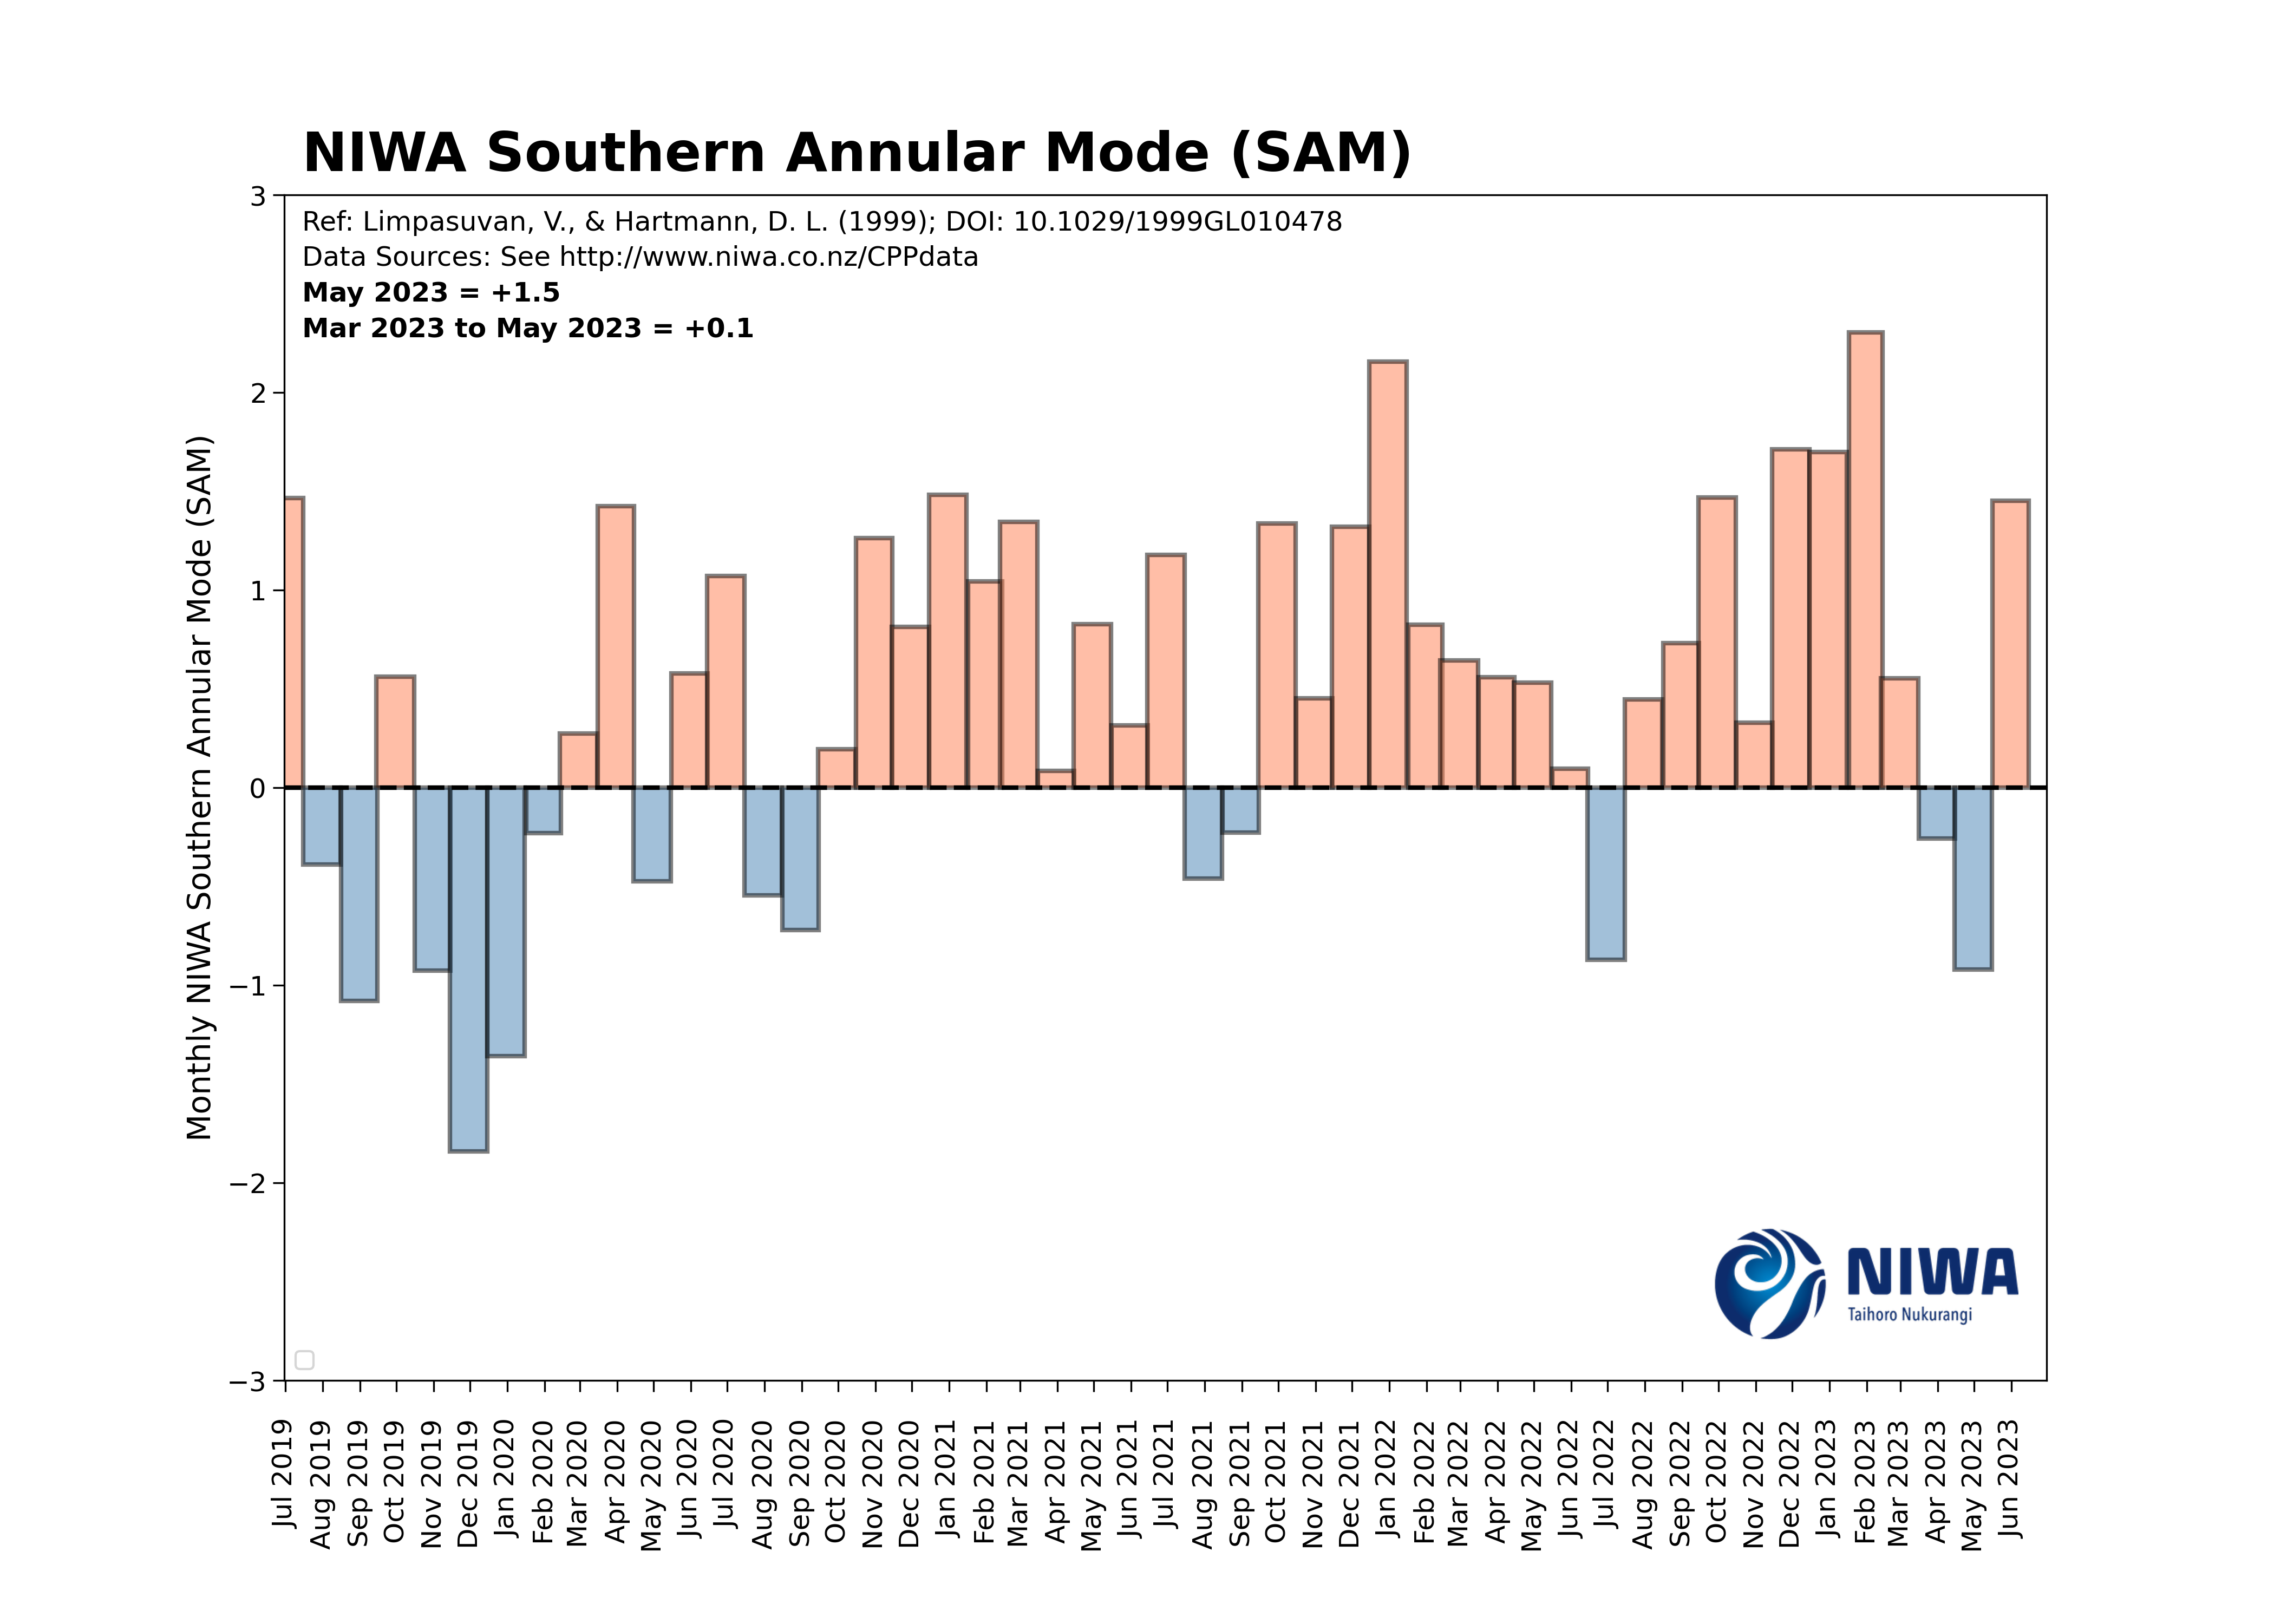 NIWA Southern Annular Mode (SAM)
Ref: Limpasuvan, V., & Hartmann, D. L. (1999); DOI: 10.1029/1999GL010478
Data Sources: See http://www.niwa.co.nz/CPPdata
May 2023 = +1.5
Mar 2023 to May 2023 = +0.1
Monthly NIWA Southern Annular Mode (SAM)
3
2
1
0
−1
−2
−3
NIWA
Taihoro Nukurangi
Jul 2019
Aug 2019
Sep 2019
Oct 2019
Nov 2019
Dec 2019
Jan 2020
Feb 2020
Mar 2020
Apr 2020
May 2020
Jun 2020
Jul 2020
Aug 2020
Sep 2020
Oct 2020
Nov 2020
Dec 2020
Jan 2021
Feb 2021
Mar 2021
Apr 2021
May 2021
Jun 2021
Jul 2021
Aug 2021
Sep 2021
Oct 2021
Nov 2021
Dec 2021
Jan 2022
Feb 2022
Mar 2022
Apr 2022
May 2022
Jun 2022
Jul 2022
Aug 2022
Sep 2022
Oct 2022
Nov 2022
Dec 2022
Jan 2023
Feb 2023
Mar 2023
Apr 2023
May 2023
Jun 2023